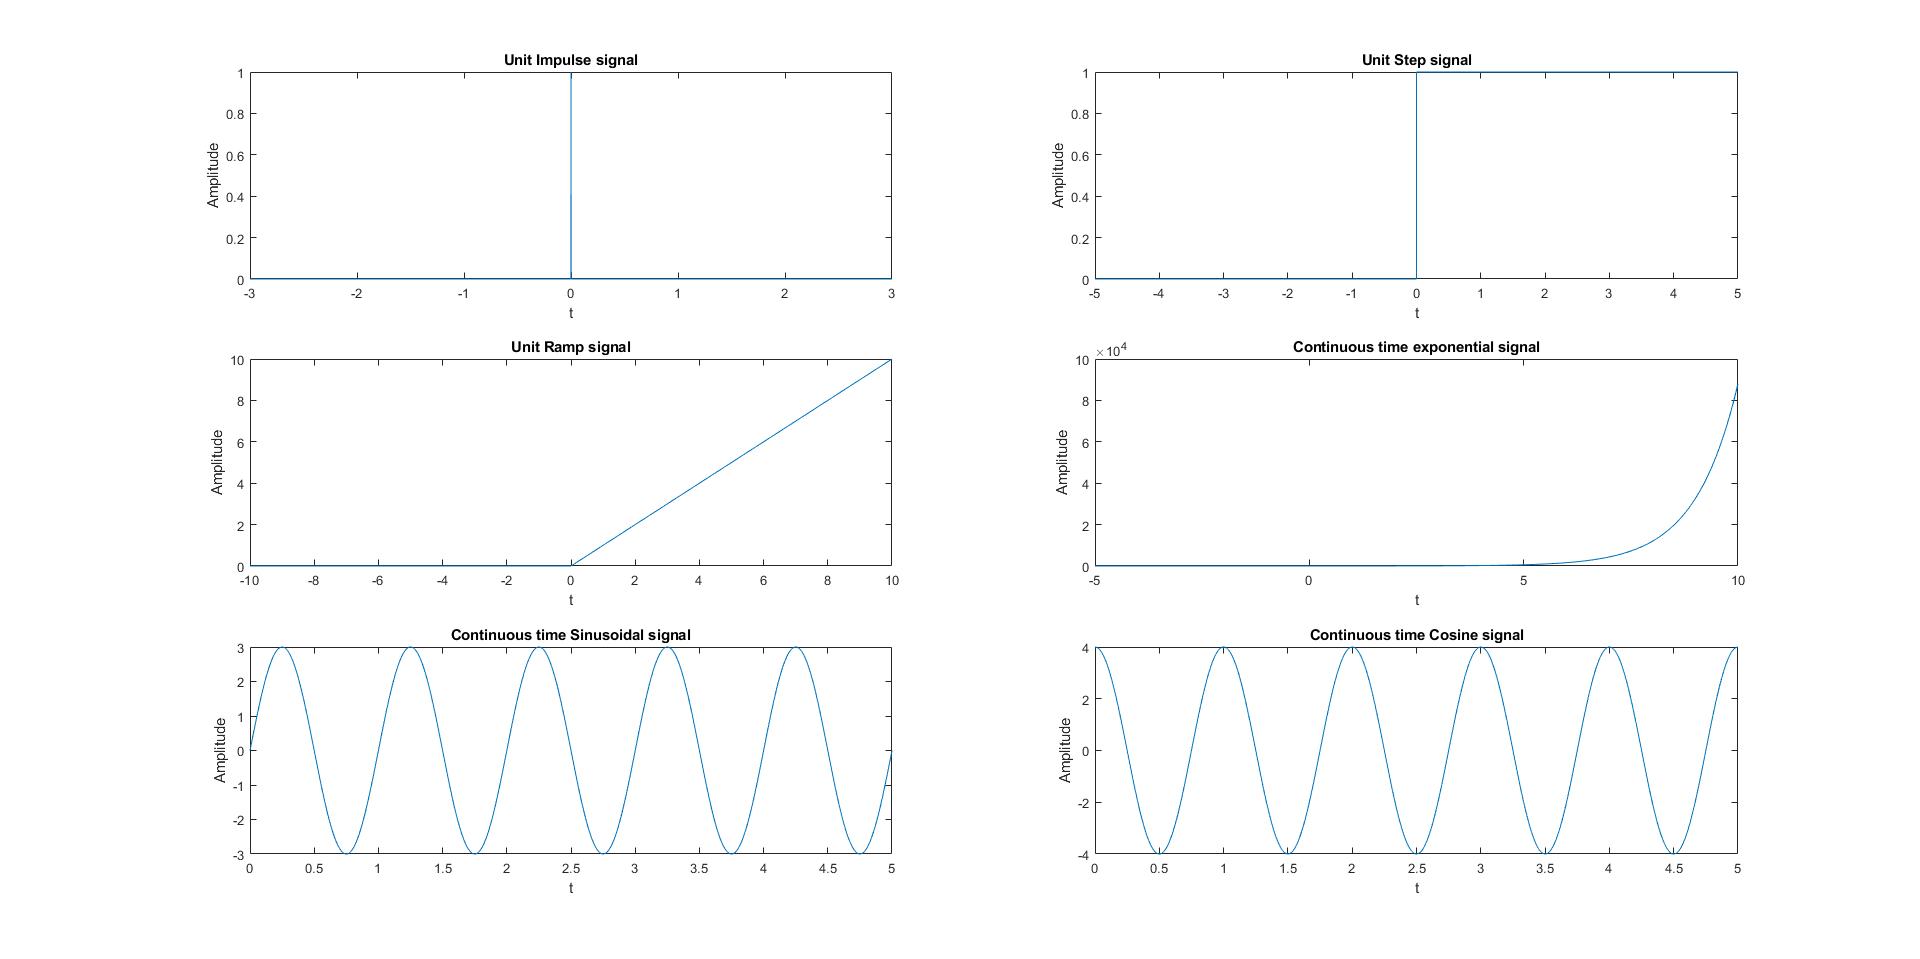 Unit Impulse signal
1
0.8
0.6
0.4
0.2
0
Amplitude
-3 -2 -1 0 1 2 3
t
Unit Step signal
1
0.8
0.6
0.4
0.2
0
Amplitude
-5 -4 -3 -2 -1 0 1 2 3 4 5
t
Unit Ramp signal
10
8
6
4
2
0
Amplitude
-10 -8 -6 -4 -2 0 2 4 6 8 10
t
Continuous time exponential signal
×10⁴
10
8
6
4
2
0
Amplitude
-5 0 5 10
t
Continuous time Sinusoidal signal
3
2
1
0
-1
-2
-3
Amplitude
0 0.5 1 1.5 2 2.5 3 3.5 4 4.5 5
t
Continuous time Cosine signal
4
2
0
-2
-4
Amplitude
0 0.5 1 1.5 2 2.5 3 3.5 4 4.5 5
t